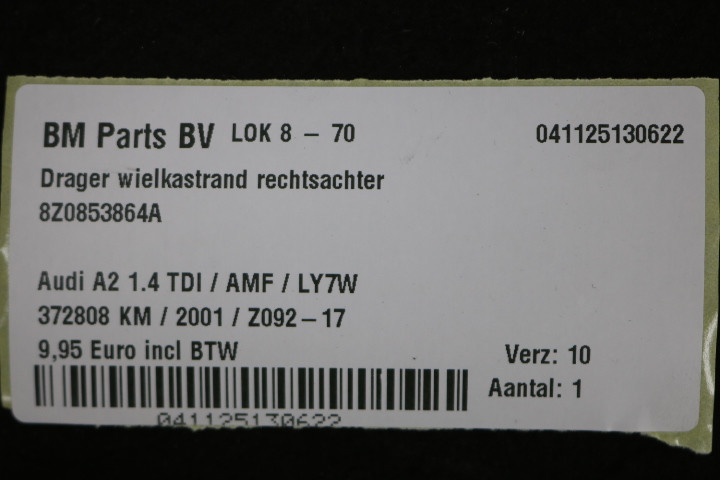 BM Parts BV LOK 8 - 70 041125130622
Drager wielkastrand rechtsachter
8Z0853864A
Audi A2 1.4 TDI / AMF / LY7W
372808 KM / 2001 / Z092-17
9,95 Euro incl BTW Verz: 10
Aantal: 1
041125130622